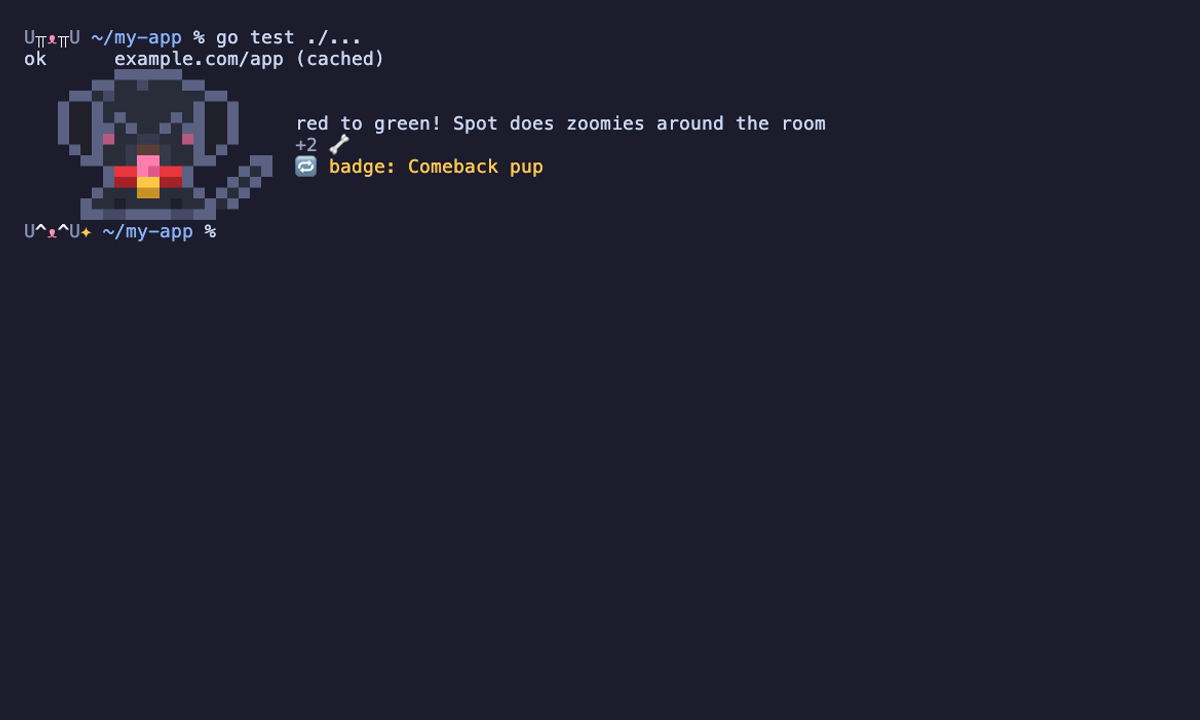 U╥ᴥ╥U ~/my-app % go test ./...
ok      example.com/app (cached)
red to green! Spot does zoomies around the room
+2 🦴
🔁 badge: Comeback pup
U^ᴥ^U✦ ~/my-app %